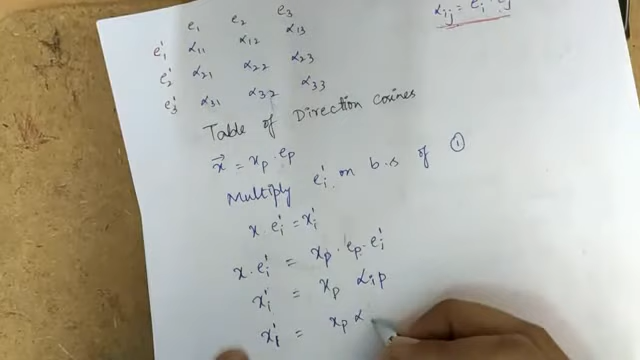 αij = ei' · ej
e1 e2 e3
e1' α11 α12 α13
e2' α21 α22 α23
e3' α31 α32 α33
Table of Direction cosines
x⃗ = xp · ep
Multiply ei' on b.s of ①
x · ei' = xi'
x · ei' = xp · ep · ei'
xi' = xp αip
x1' = xp α